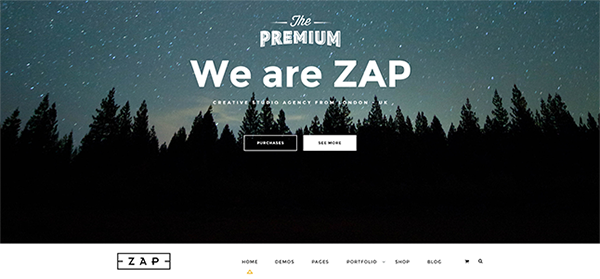 The
PREMIUM
We are ZAP
CREATIVE STUDIO AGENCY FROM LONDON - UK .
PURCHASES SEE MORE
ZAP HOME DEMOS PAGES PORTFOLIO SHOP BLOG